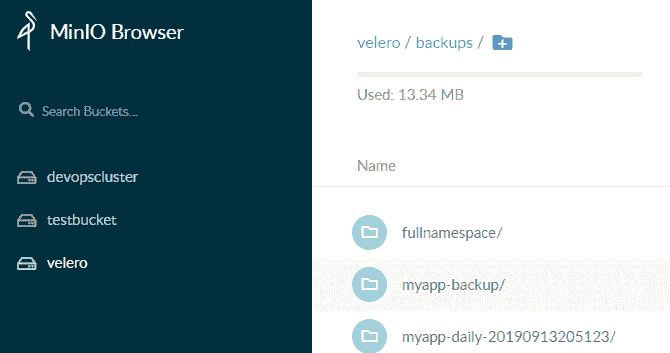 MinIO Browser
Search Buckets...
devopscluster
testbucket
velero
velero / backups /
Used: 13.34 MB
Name
fullnamespace/
myapp-backup/
myapp-daily-20190913205123/